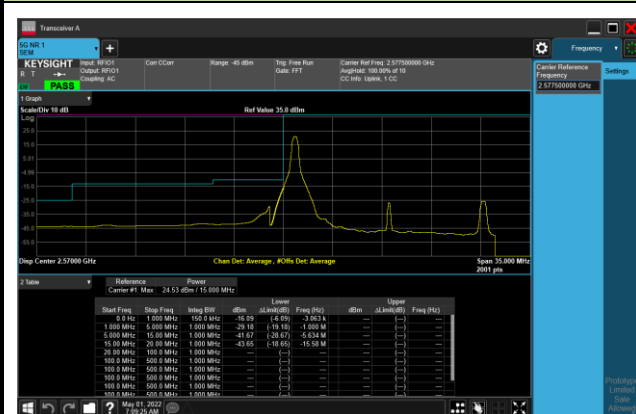 Transceiver A
5G NR 1
SEM
Frequency
KEYSIGHT
R T
PASS
Input: RFIO1
Output: RFIO1
Coupling: AC
Corr CCorr
Range: -45 dBm
Trig: Free Run
Gate: FFT
Carrier Ref Freq: 2.577500000 GHz
Avg|Hold: 100.00% of 10
CC Info: Uplink, 1 CC
Carrier Reference
Frequency
2.577500000 GHz
Settings
1 Graph
Scale/Div 10 dB
Ref Value 35.0 dBm
Log
25.0
15.0
5.01
-4.99
-15.0
-25.0
-35.0
-45.0
-55.0
Disp Center 2.57000 GHz
Chan Det: Average, #Offs Det: Average
Span 35.000 MHz
2001 pts
2 Table
Reference Power
Carrier #1: Max 24.53 dBm / 15.000 MHz
Lower Upper
Start Freq Stop Freq Integ BW dBm ΔLimit(dB) Freq (Hz) dBm ΔLimit(dB) Freq (Hz)
0.0 Hz 1.000 MHz 150.0 kHz -16.09 (-6.09) -3.063 k --- (---) ---
1.000 MHz 5.000 MHz 1.000 MHz -29.18 (-19.18) -1.000 M --- (---) ---
5.000 MHz 15.00 MHz 1.000 MHz -41.67 (-28.67) -5.634 M --- (---) ---
15.00 MHz 20.00 MHz 1.000 MHz -43.65 (-18.65) -15.58 M --- (---) ---
20.00 MHz 100.0 MHz 1.000 MHz --- (---) --- --- (---) ---
100.0 MHz 500.0 MHz 1.000 MHz --- (---) --- --- (---) ---
100.0 MHz 500.0 MHz 1.000 MHz --- (---) --- --- (---) ---
100.0 MHz 500.0 MHz 1.000 MHz --- (---) --- --- (---) ---
100.0 MHz 500.0 MHz 1.000 MHz --- (---) --- --- (---) ---
Prototype
Limited
Sale
Allowed
May 01, 2022
7:09:25 AM